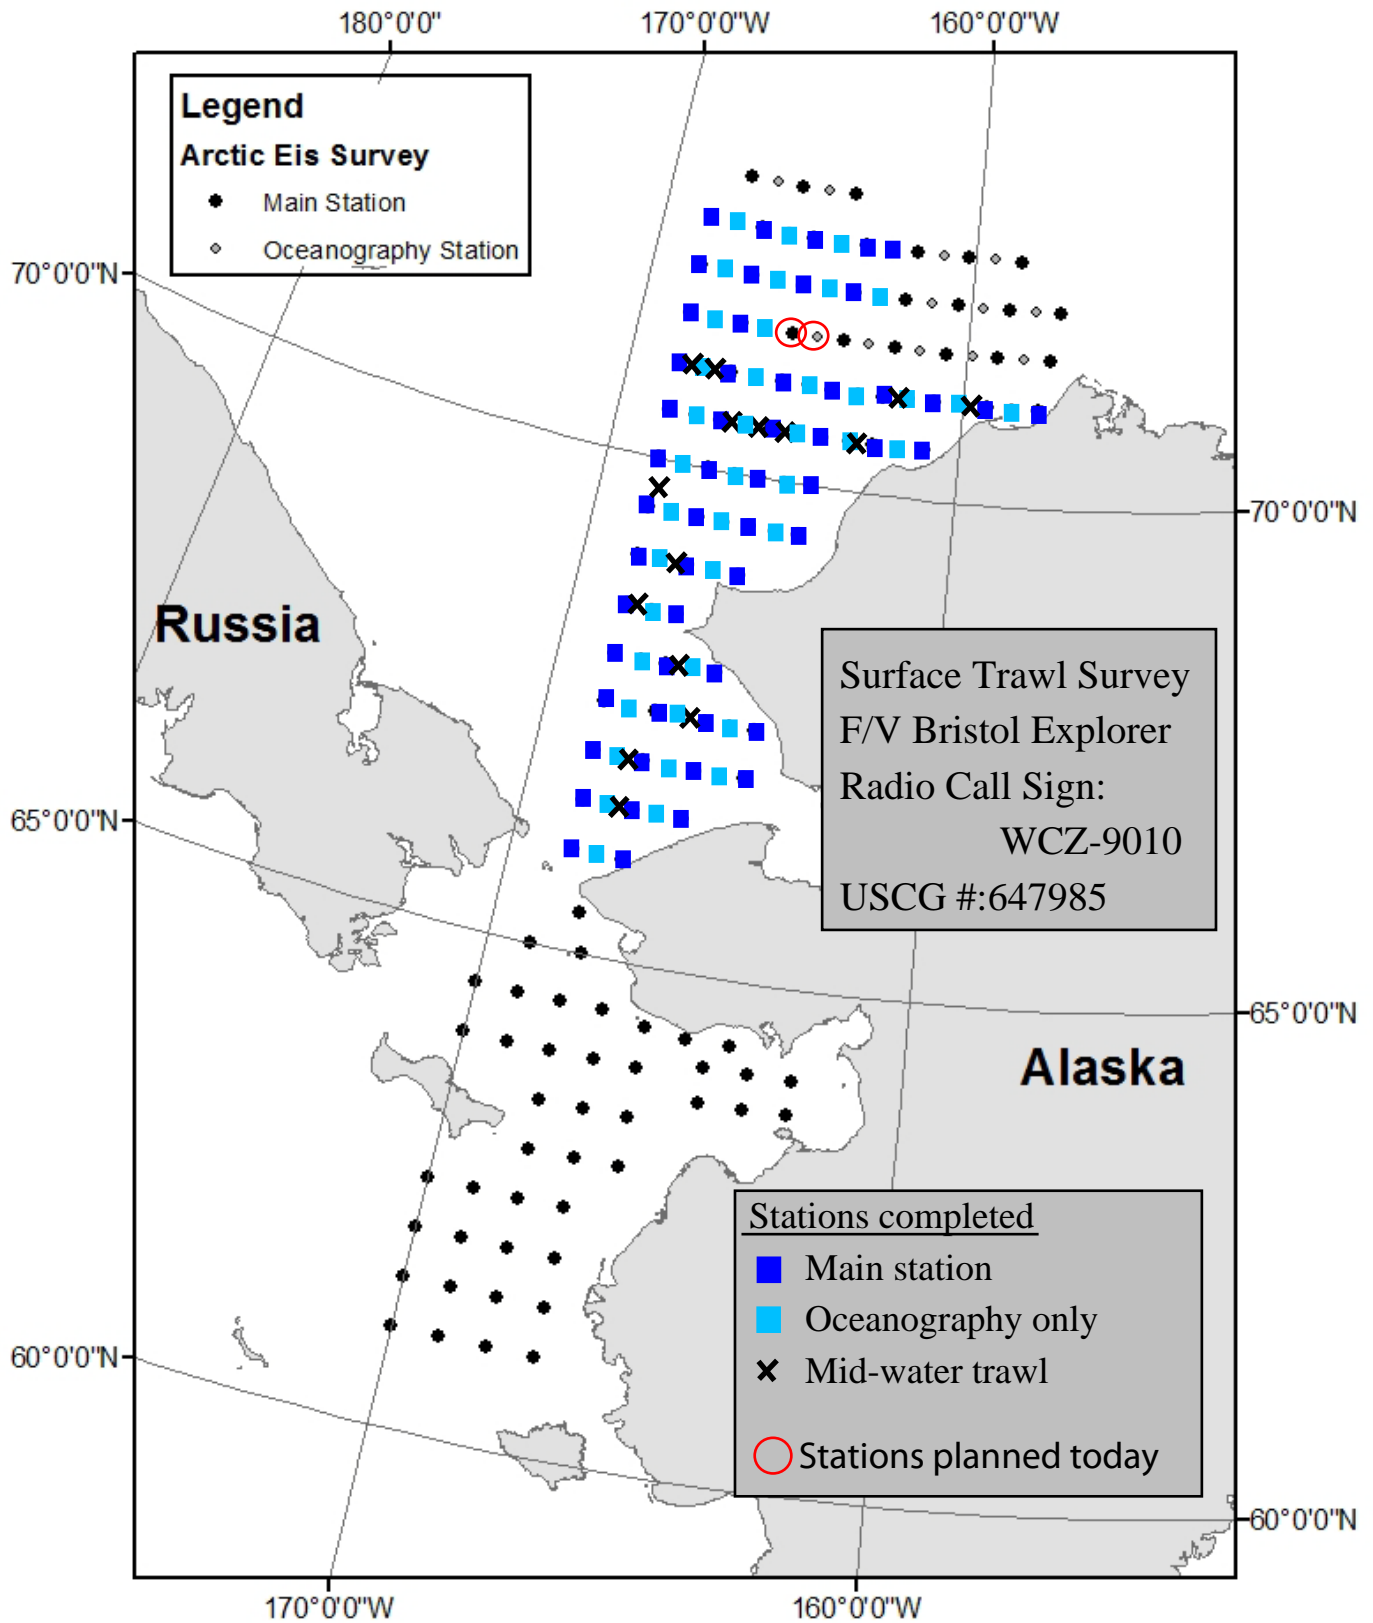 180°0'0"
170°0'0"W
160°0'0"W
Legend
Arctic Eis Survey
Main Station
Oceanography Station
70°0'0"N
70°0'0"N
Russia
Surface Trawl Survey
F/V Bristol Explorer
Radio Call Sign:
WCZ-9010
USCG #:647985
65°0'0"N
65°0'0"N
Alaska
Stations completed
Main station
Oceanography only
Mid-water trawl
Stations planned today
60°0'0"N
60°0'0"N
170°0'0"W
160°0'0"W